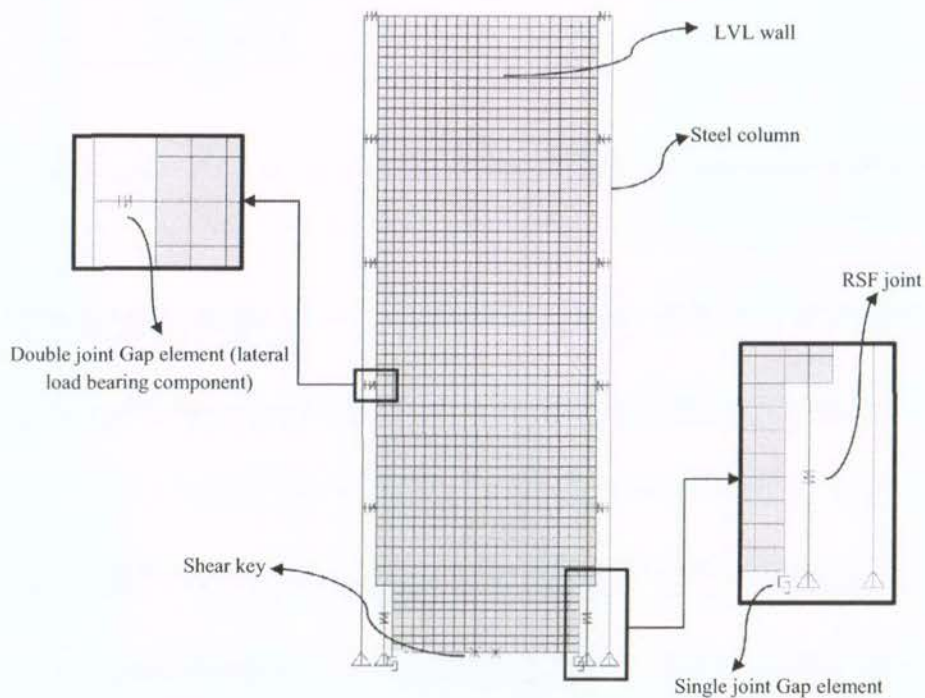 LVL wall
Steel column
RSF joint
Double joint Gap element (lateral
load bearing component)
Shear key
Single joint Gap element